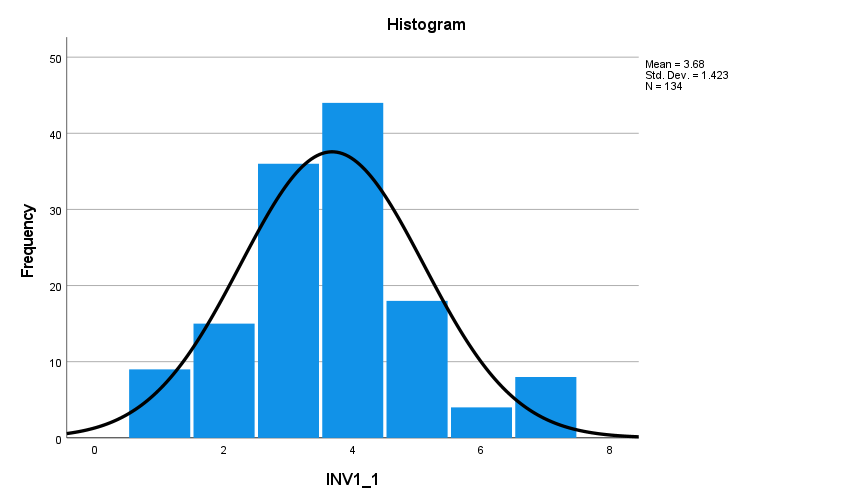 Histogram
Mean = 3.68
Std. Dev. = 1.423
N = 134
50
40
30
20
10
0
Frequency
0 2 4 6 8
INV1_1